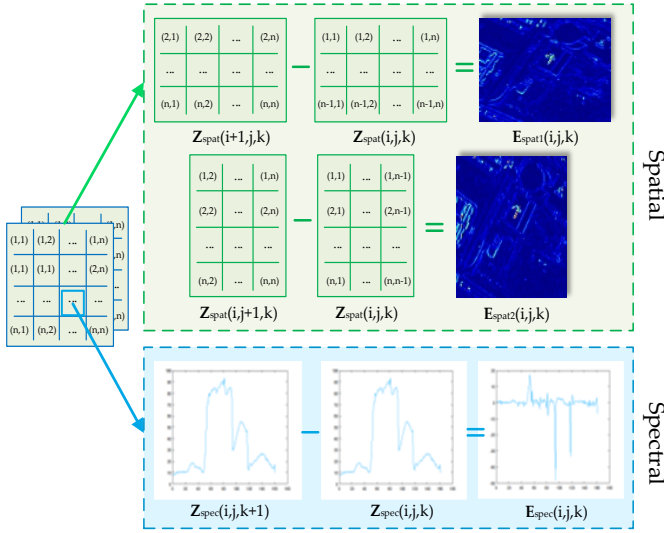 (2,1) (2,2) ... (2,n)
... ... ... ...
(n,1) (n,2) ... (n,n)
Zspat(i+1,j,k)
−
(1,1) (1,2) ... (1,n)
... ... ... ...
(n-1,1) (n-1,2) ... (n-1,n)
Zspat(i,j,k)
=
Espat1(i,j,k)
(1,2) ... (1,n)
(2,2) ... (2,n)
... ... ...
(n,2) ... (n,n)
Zspat(i,j+1,k)
−
(1,1) ... (1,n-1)
(2,1) ... (2,n-1)
... ... ...
(n,1) ... (n,n-1)
Zspat(i,j,k)
=
Espat2(i,j,k)
Spatial
(1,1) (1,2) ... (1,n)
(1,1) (1,1) ... (2,n)
... ... ... ...
(n,1) (n,2) ... (n,n)
Zspec(i,j,k+1)
−
Zspec(i,j,k)
=
Espec(i,j,k)
Spectral